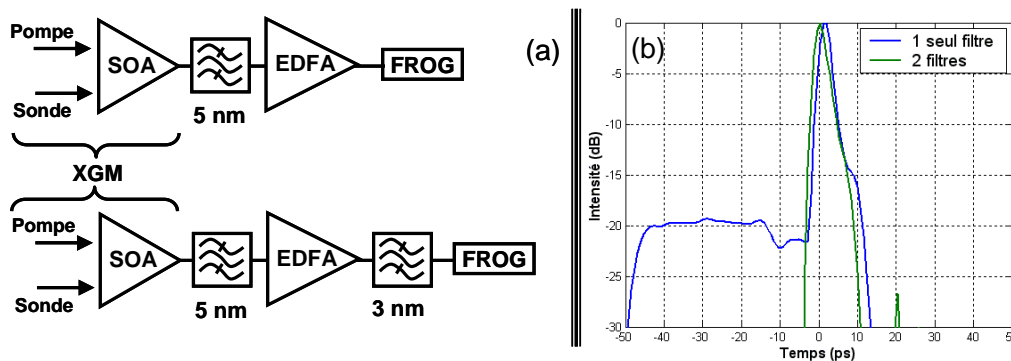 Pompe
SOA
EDFA
FROG
Sonde
5 nm
(a)
XGM
Pompe
SOA
EDFA
FROG
Sonde
5 nm
3 nm
(b)
1 seul filtre
2 filtres
Intensité (dB)
0
-5
-10
-15
-20
-25
-30
-50 -40 -30 -20 -10 0 10 20 30 40 50
Temps (ps)